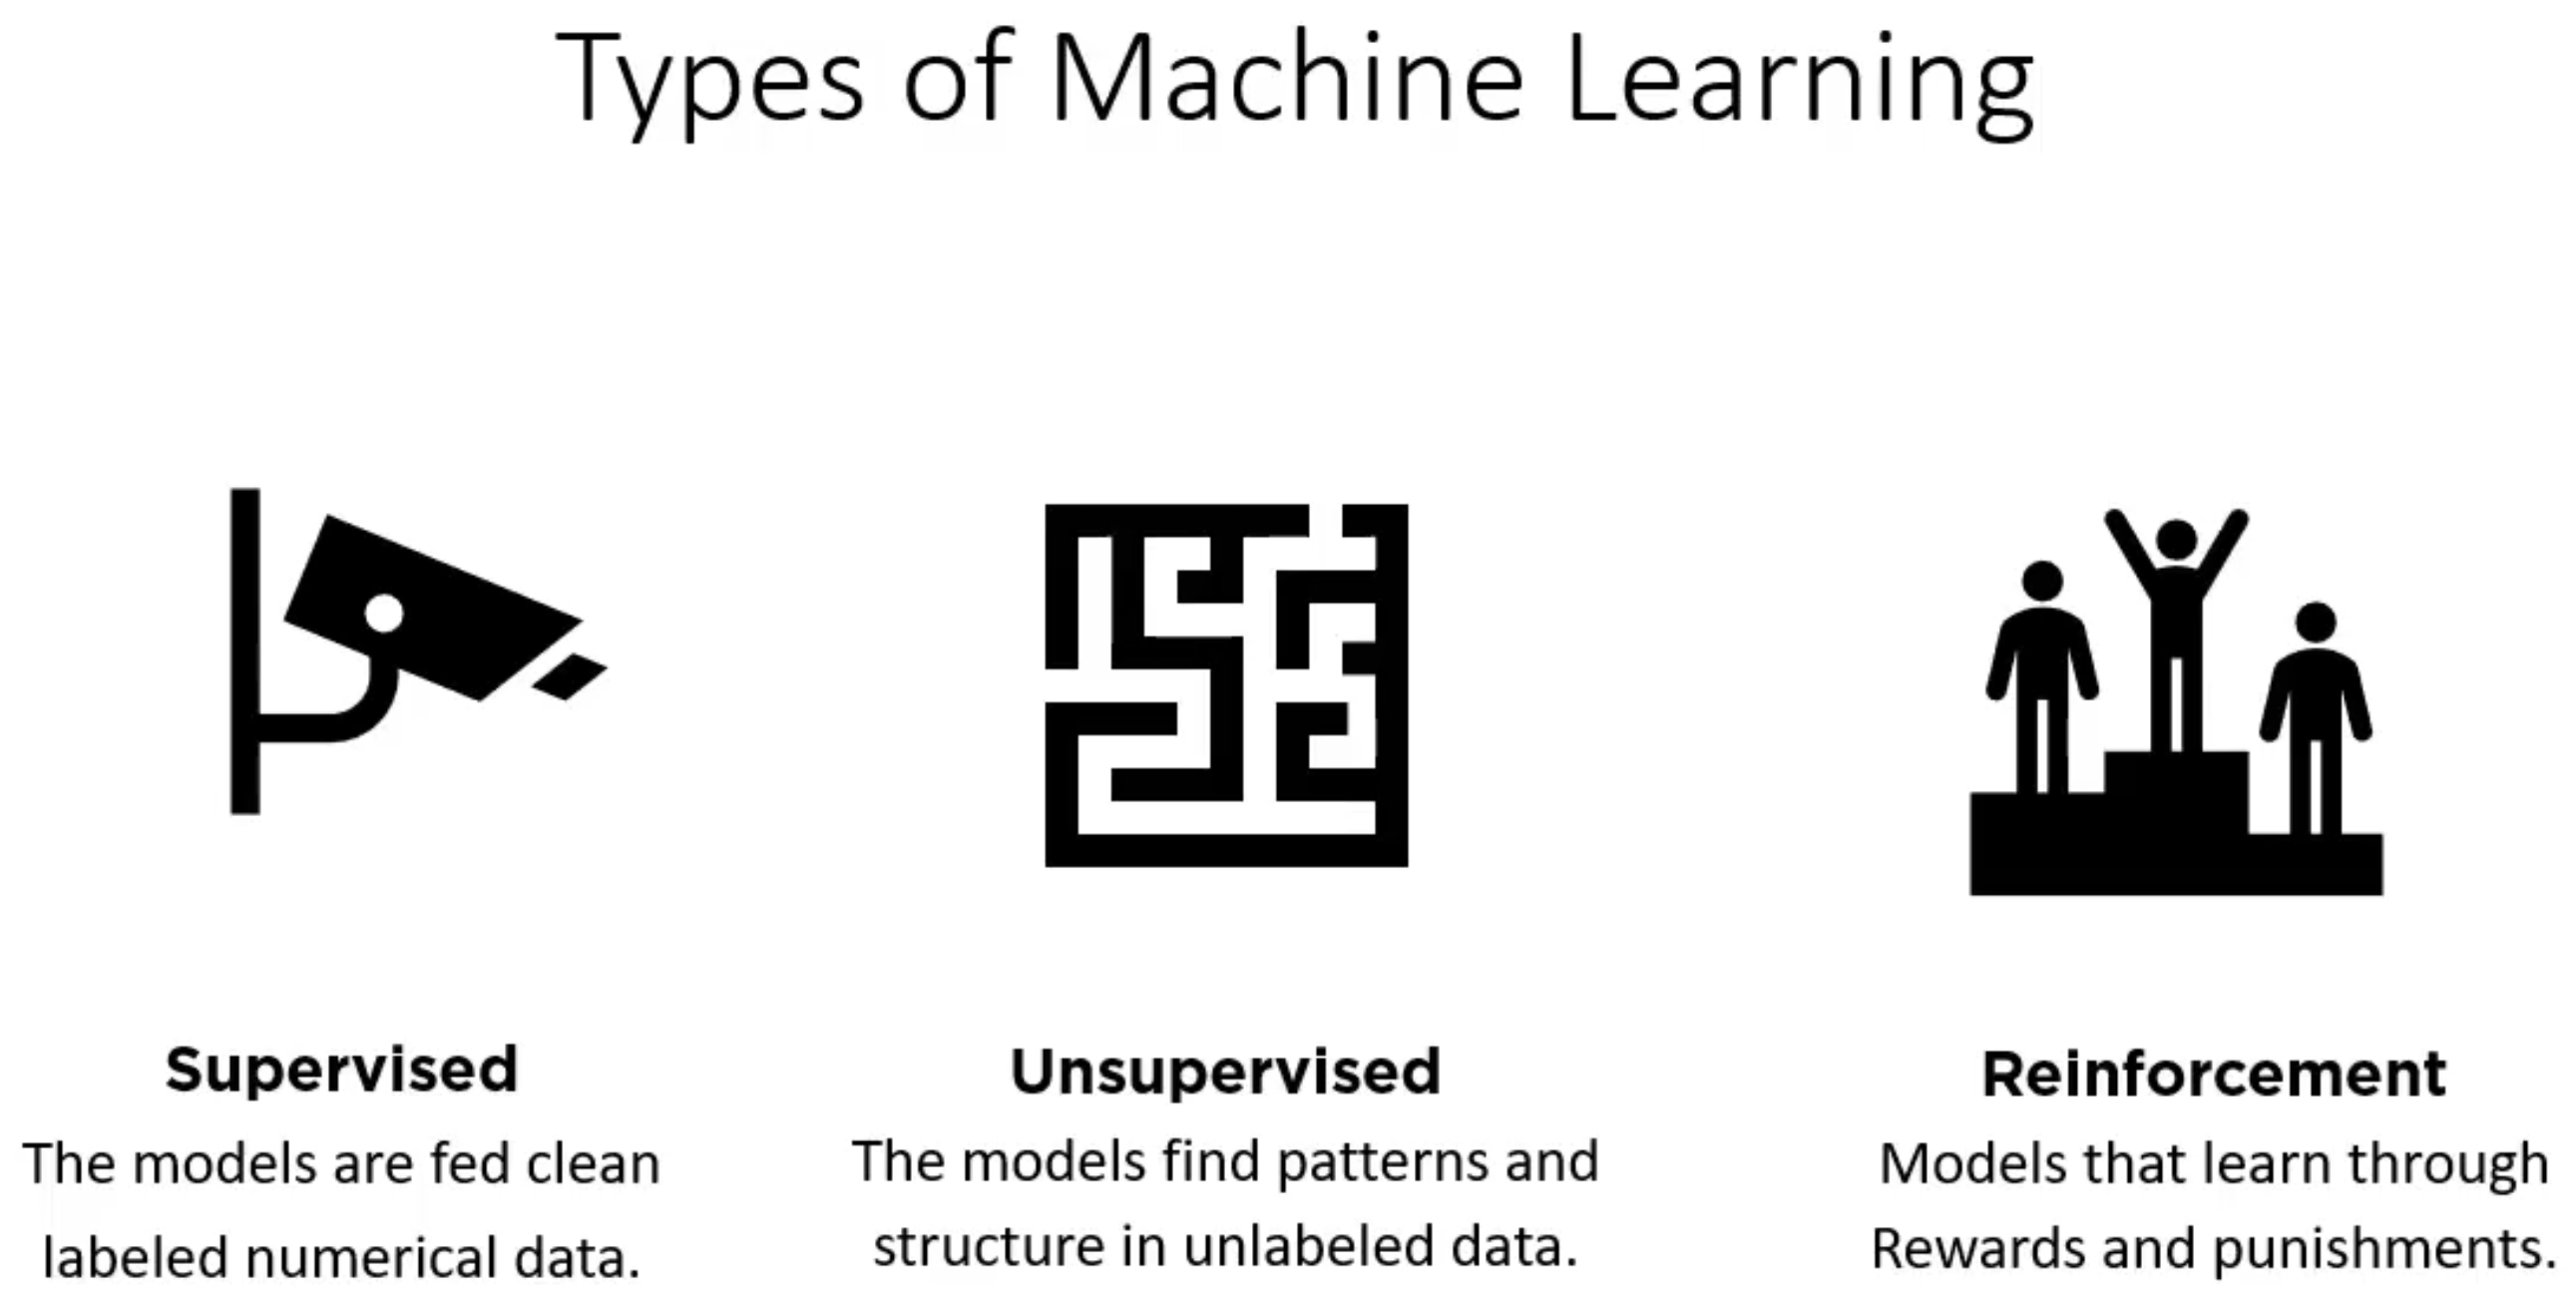 Types of Machine Learning
Supervised
The models are fed clean
labeled numerical data.
Unsupervised
The models find patterns and
structure in unlabeled data.
Reinforcement
Models that learn through
Rewards and punishments.